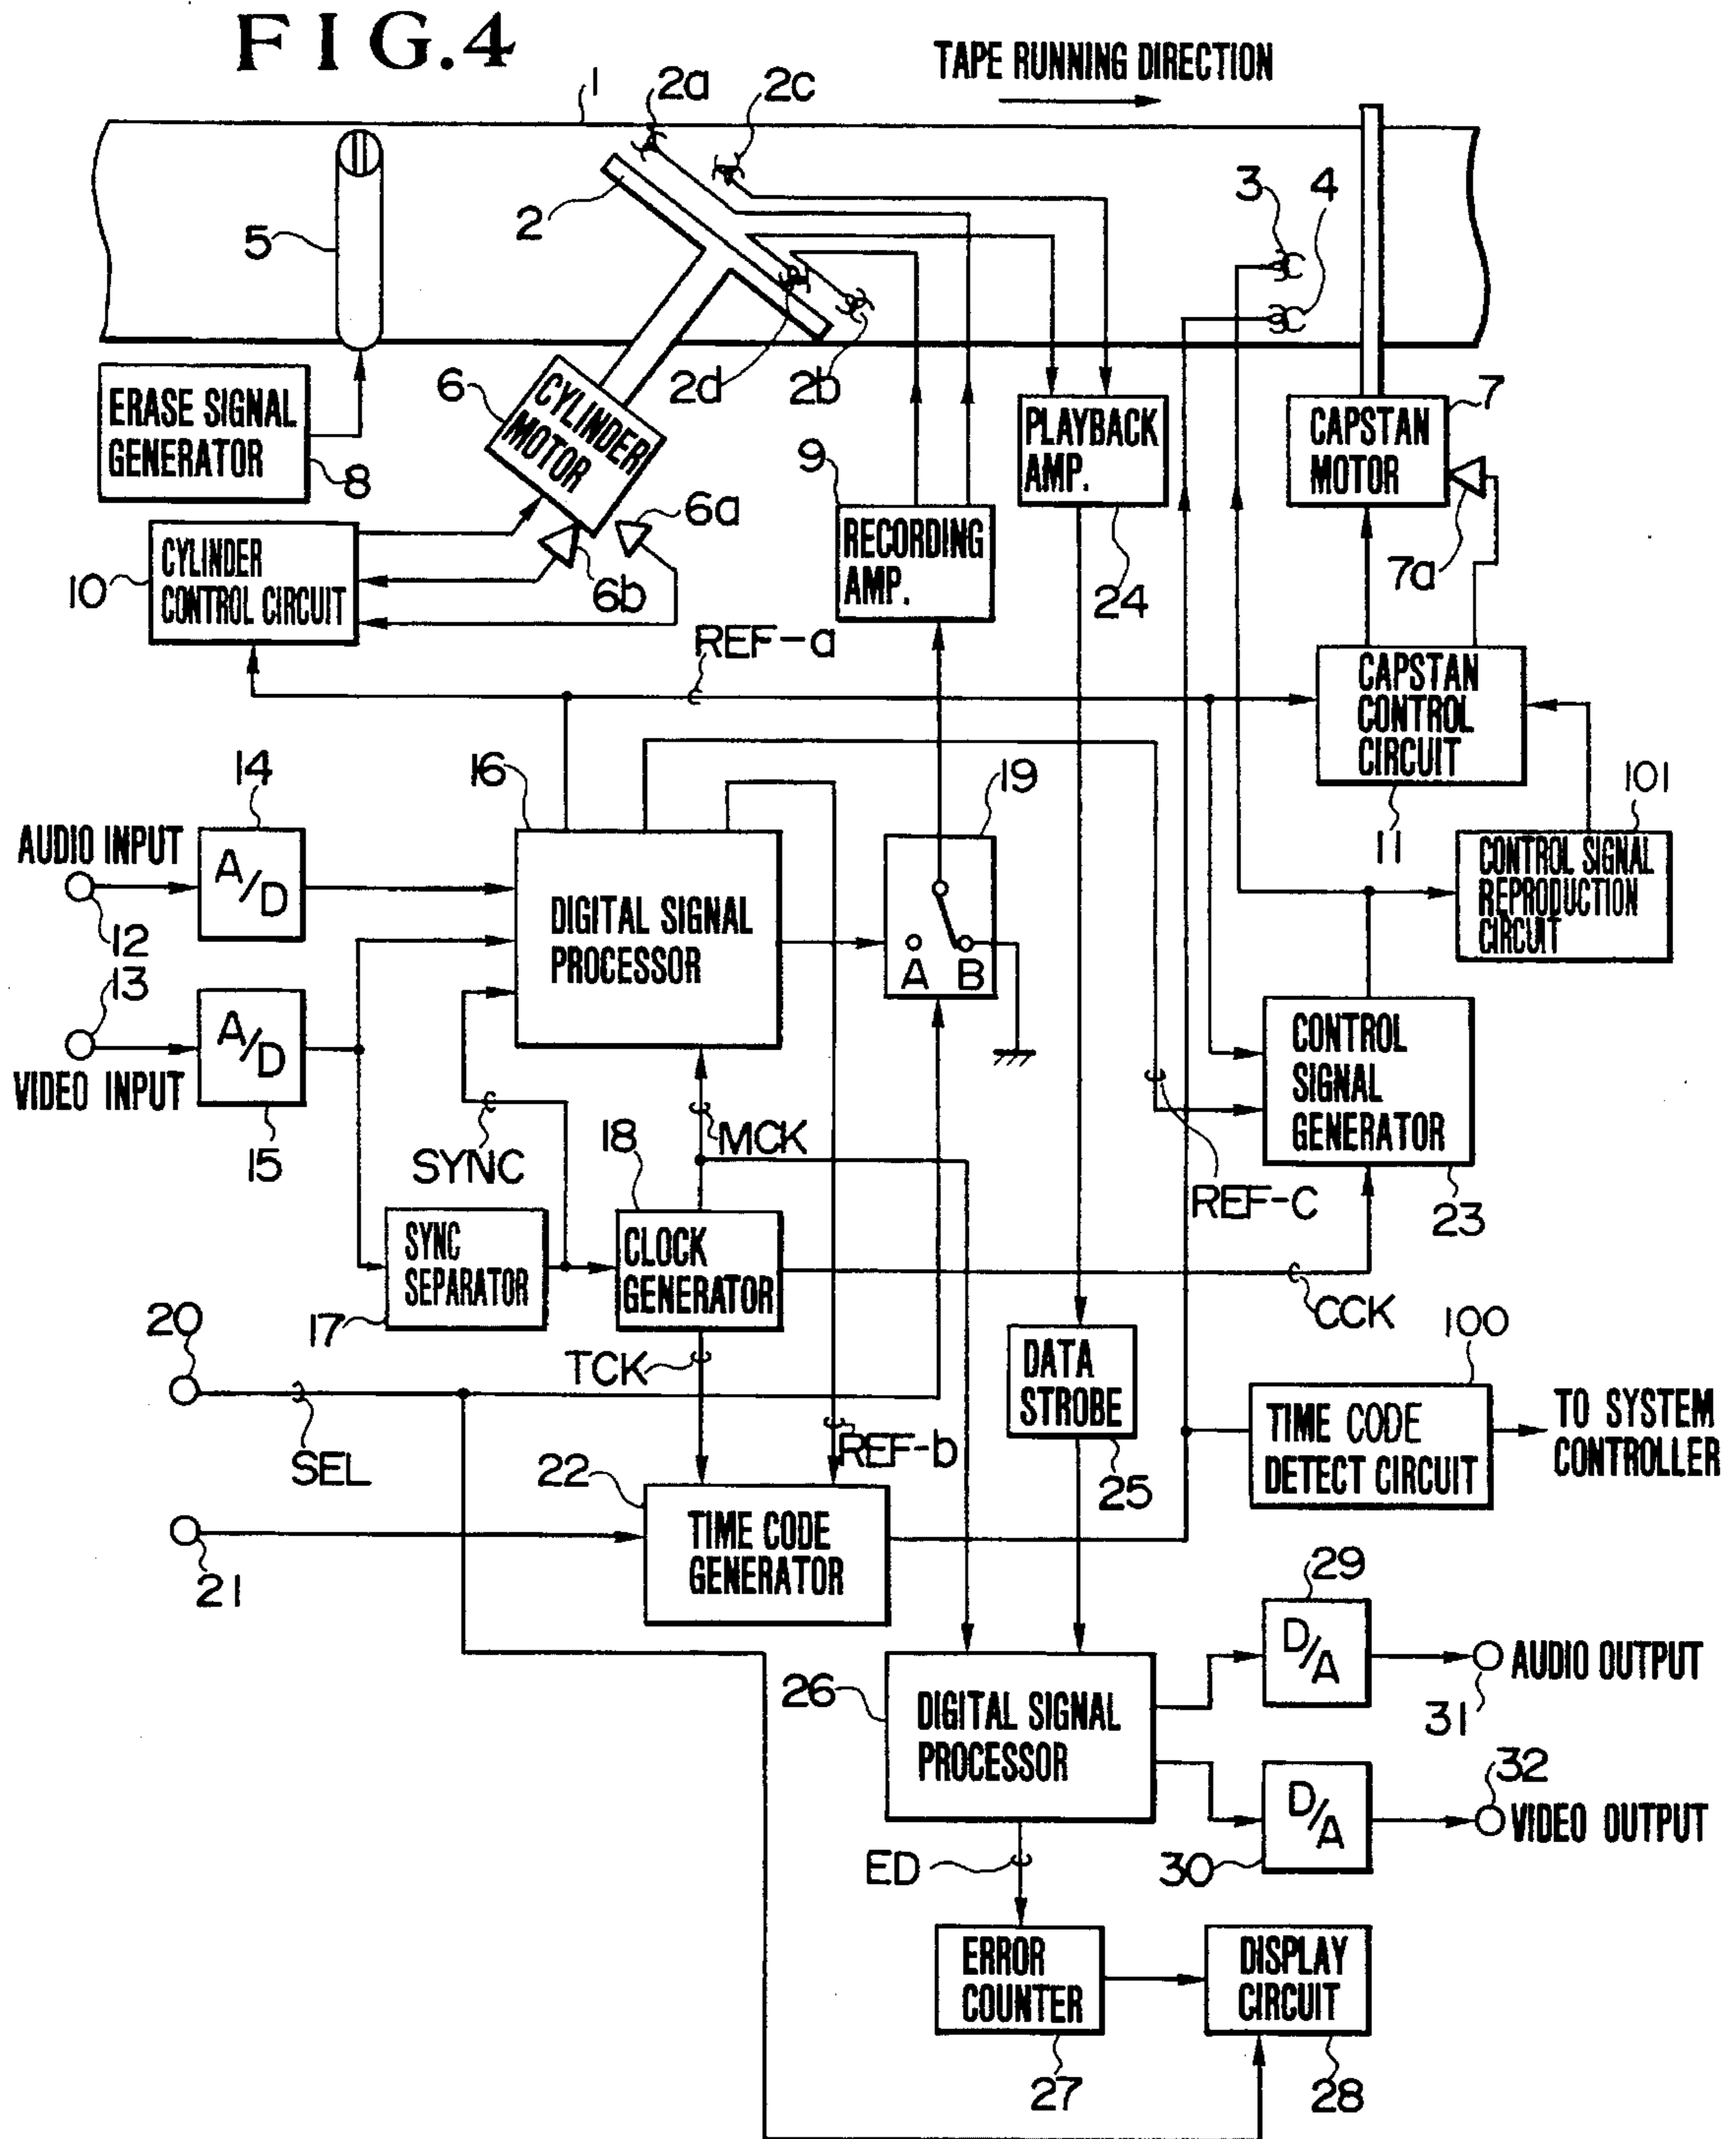 FIG.4
TAPE RUNNING DIRECTION
1
2a
2c
2
5
3
4
6
CYLINDER
MOTOR
2d
2b
7
ERASE SIGNAL
GENERATOR
8
PLAYBACK
AMP.
CAPSTAN
MOTOR
9
6a
24
7a
10
CYLINDER
CONTROL CIRCUIT
6b
RECORDING
AMP.
REF-a
CAPSTAN
CONTROL
CIRCUIT
11
101
CONTROL SIGNAL
REPRODUCTION
CIRCUIT
14
16
19
AUDIO INPUT
A/D
12
DIGITAL SIGNAL
PROCESSOR
A B
13
A/D
VIDEO INPUT
15
CONTROL
SIGNAL
GENERATOR
23
SYNC
18
MCK
REF-C
SYNC
SEPARATOR
17
CLOCK
GENERATOR
CCK
20
TCK
DATA
STROBE
25
100
TIME CODE
DETECT CIRCUIT
TO SYSTEM
CONTROLLER
SEL
REF-b
22
21
TIME CODE
GENERATOR
29
D/A
AUDIO OUTPUT
31
26
DIGITAL SIGNAL
PROCESSOR
32
D/A
VIDEO OUTPUT
30
ED
ERROR
COUNTER
27
DISPLAY
CIRCUIT
28